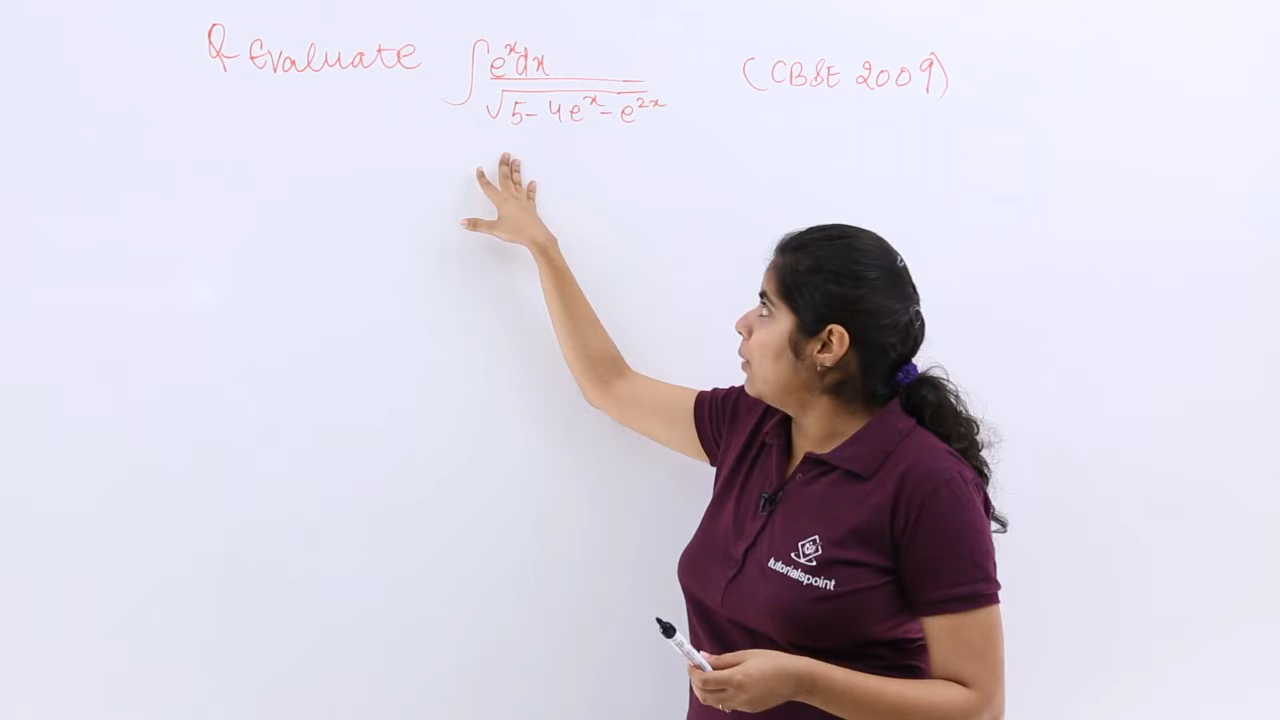 Q Evaluate ∫ e^x dx / √(5-4e^x-e^2x) (CBSE 2009)
tutorialspoint